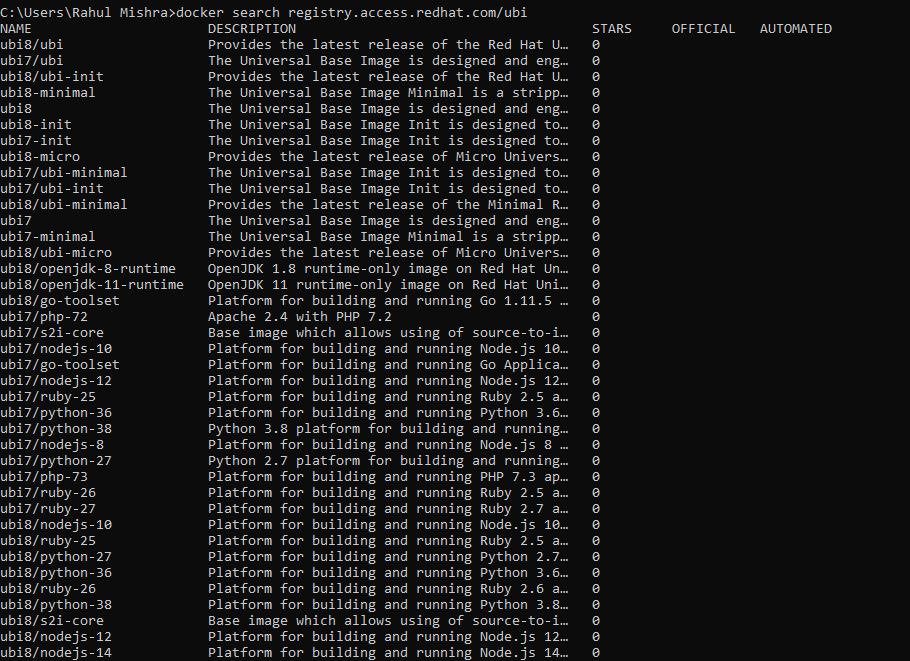 C:\Users\Rahul Mishra>docker search registry.access.redhat.com/ubi
NAME DESCRIPTION STARS OFFICIAL AUTOMATED
ubi8/ubi Provides the latest release of the Red Hat U… 0
ubi7/ubi The Universal Base Image is designed and eng… 0
ubi8/ubi-init Provides the latest release of the Red Hat U… 0
ubi8-minimal The Universal Base Image Minimal is a stripp… 0
ubi8 The Universal Base Image is designed and eng… 0
ubi8-init The Universal Base Image Init is designed to… 0
ubi7-init The Universal Base Image Init is designed to… 0
ubi8-micro Provides the latest release of Micro Univers… 0
ubi7/ubi-minimal The Universal Base Image Init is designed to… 0
ubi7/ubi-init The Universal Base Image Init is designed to… 0
ubi8/ubi-minimal Provides the latest release of the Minimal R… 0
ubi7 The Universal Base Image is designed and eng… 0
ubi7-minimal The Universal Base Image Minimal is a stripp… 0
ubi8/ubi-micro Provides the latest release of Micro Univers… 0
ubi8/openjdk-8-runtime OpenJDK 1.8 runtime-only image on Red Hat Un… 0
ubi8/openjdk-11-runtime OpenJDK 11 runtime-only image on Red Hat Uni… 0
ubi8/go-toolset Platform for building and running Go 1.11.5 … 0
ubi7/php-72 Apache 2.4 with PHP 7.2 0
ubi7/s2i-core Base image which allows using of source-to-i… 0
ubi7/nodejs-10 Platform for building and running Node.js 10… 0
ubi7/go-toolset Platform for building and running Go Applica… 0
ubi7/nodejs-12 Platform for building and running Node.js 12… 0
ubi7/ruby-25 Platform for building and running Ruby 2.5 a… 0
ubi7/python-36 Platform for building and running Python 3.6… 0
ubi7/python-38 Python 3.8 platform for building and running… 0
ubi7/nodejs-8 Platform for building and running Node.js 8 … 0
ubi7/python-27 Python 2.7 platform for building and running… 0
ubi7/php-73 Platform for building and running PHP 7.3 ap… 0
ubi7/ruby-26 Platform for building and running Ruby 2.5 a… 0
ubi7/ruby-27 Platform for building and running Ruby 2.7 a… 0
ubi8/nodejs-10 Platform for building and running Node.js 10… 0
ubi8/ruby-25 Platform for building and running Ruby 2.5 a… 0
ubi8/python-27 Platform for building and running Python 2.7… 0
ubi8/python-36 Platform for building and running Python 3.6… 0
ubi8/ruby-26 Platform for building and running Ruby 2.6 a… 0
ubi8/python-38 Platform for building and running Python 3.8… 0
ubi8/s2i-core Base image which allows using of source-to-i… 0
ubi8/nodejs-12 Platform for building and running Node.js 12… 0
ubi8/nodejs-14 Platform for building and running Node.js 14… 0